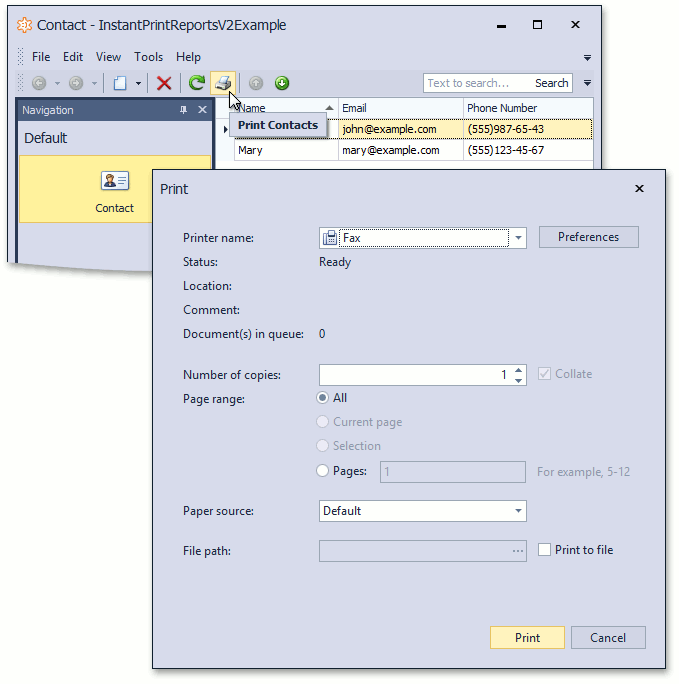 Contact - InstantPrintReportsV2Example
File Edit View Tools Help
Text to search... Search
Navigation
Name Email Phone Number
Print Contacts
john@example.com (555)987-65-43
Default
Mary mary@example.com (555)123-45-67
Contact
Print
Printer name: Fax Preferences
Status: Ready
Location:
Comment:
Document(s) in queue: 0
Number of copies: 1 Collate
Page range: All
Current page
Selection
Pages: 1 For example, 5-12
Paper source: Default
File path: ... Print to file
Print Cancel